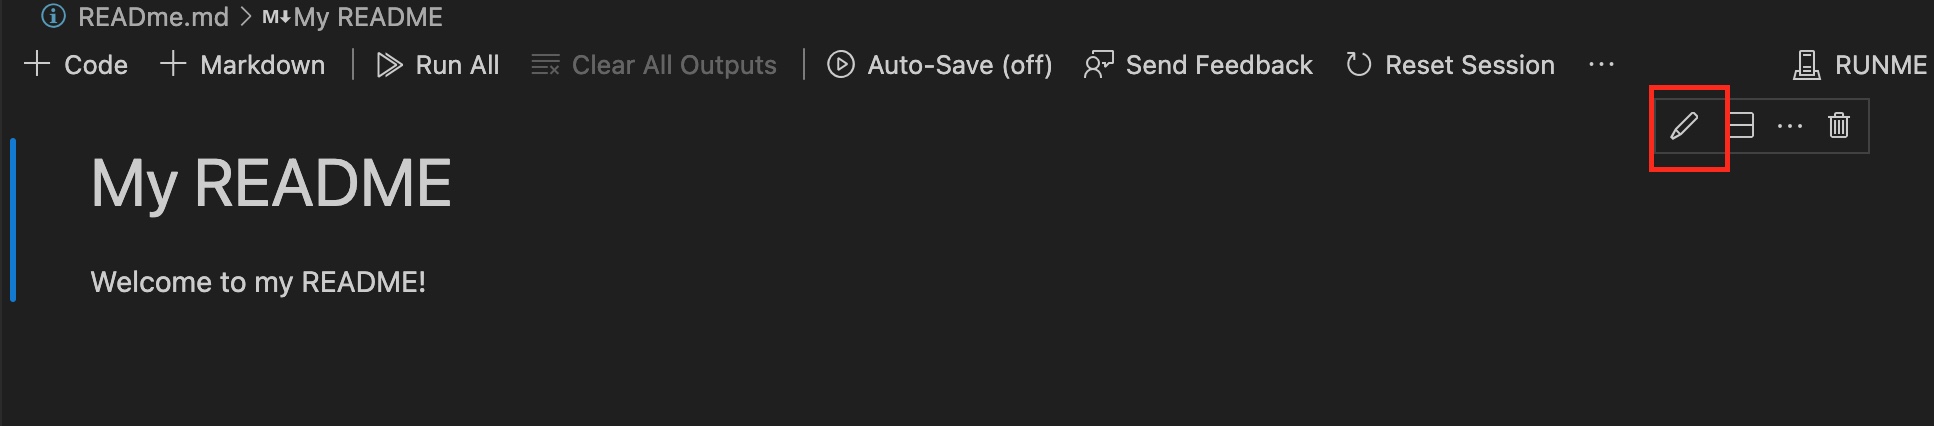 READme.md > M↓ My README
+ Code + Markdown Run All Clear All Outputs Auto-Save (off) Send Feedback Reset Session ··· RUNME
My README
Welcome to my README!